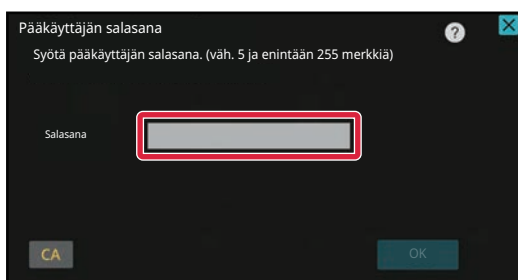 Pääkäyttäjän salasana
Syötä pääkäyttäjän salasana. (väh. 5 ja enintään 255 merkkiä)
Salasana
CA
OK